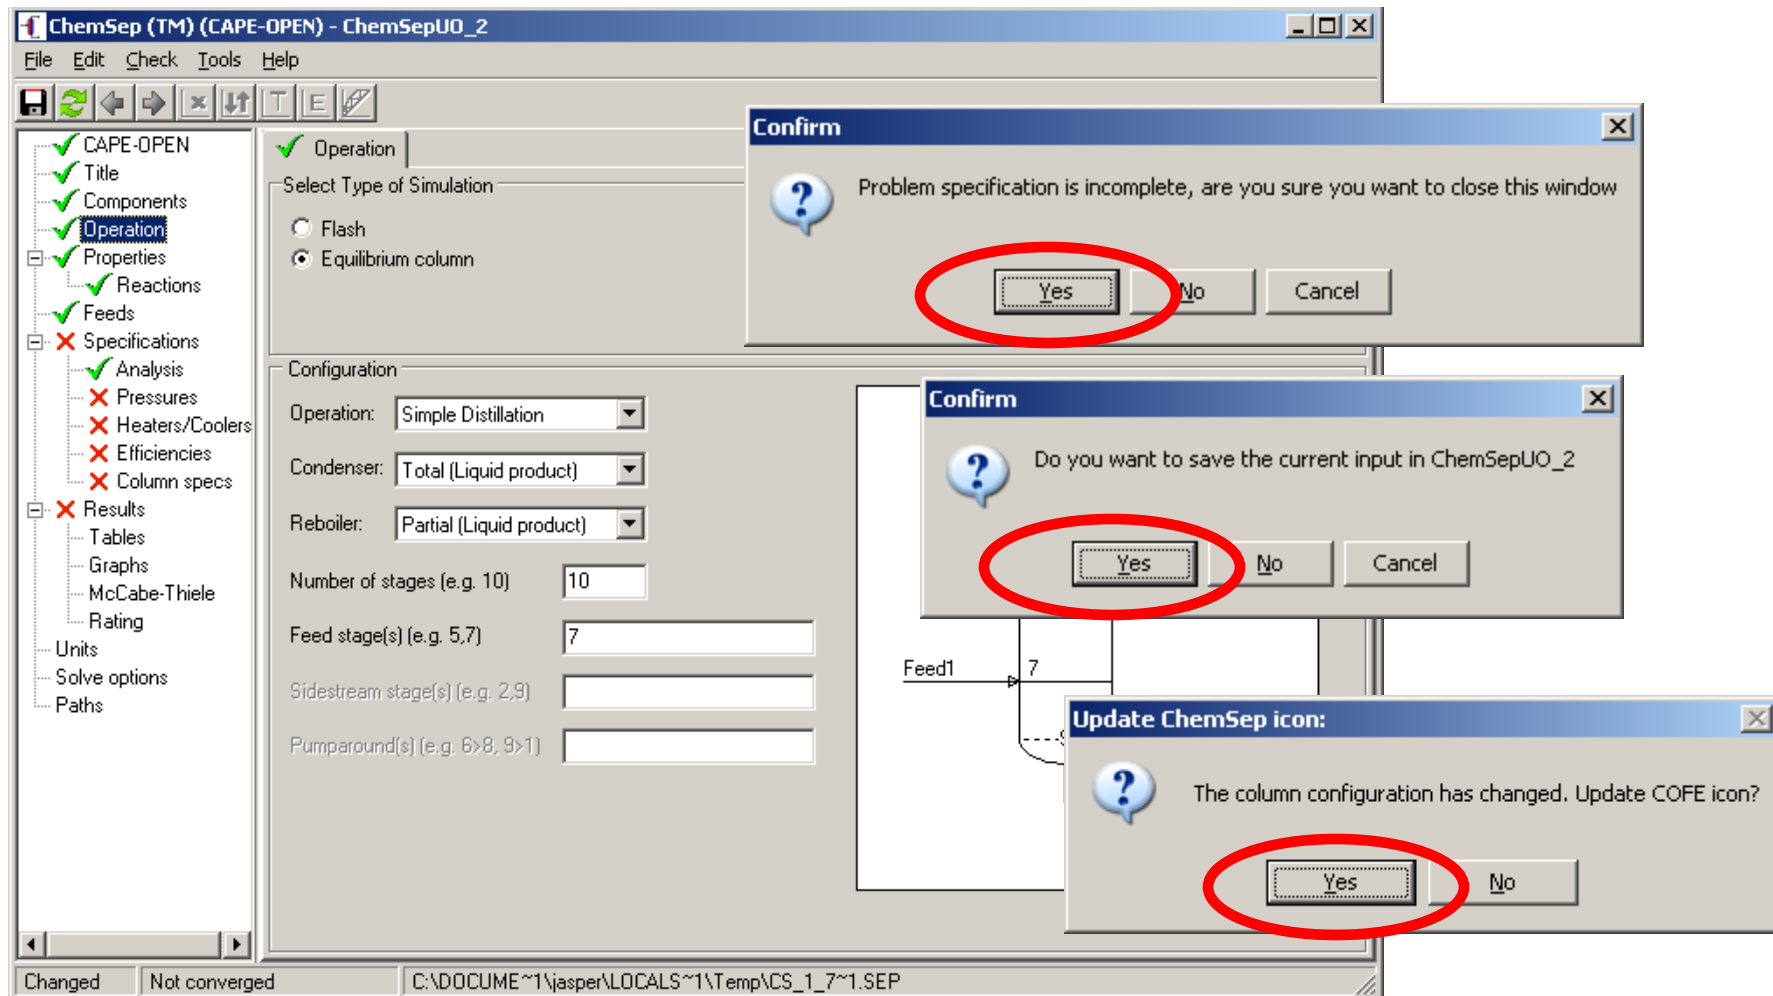 ChemSep (TM) (CAPE-OPEN) - ChemSepUO_2
File Edit Check Tools Help
T E
CAPE-OPEN
Title
Components
Operation
Properties
Reactions
Feeds
Specifications
Analysis
Pressures
Heaters/Coolers
Efficiencies
Column specs
Results
Tables
Graphs
McCabe-Thiele
Rating
Units
Solve options
Paths
Operation
Select Type of Simulation
Flash
Equilibrium column
Configuration
Operation: Simple Distillation
Condenser: Total (Liquid product)
Reboiler: Partial (Liquid product)
Number of stages (e.g. 10) 10
Feed stage(s) (e.g. 5,7) 7
Sidestream stage(s) (e.g. 2,9)
Pumparound(s) (e.g. 6>8, 9>1)
Feed1 7
Confirm
Problem specification is incomplete, are you sure you want to close this window
Yes No Cancel
Confirm
Do you want to save the current input in ChemSepUO_2
Yes No Cancel
Update ChemSep icon:
The column configuration has changed. Update COFE icon?
Yes No
Changed Not converged C:\DOCUME~1\jasper\LOCALS~1\Temp\CS_1_7~1.SEP